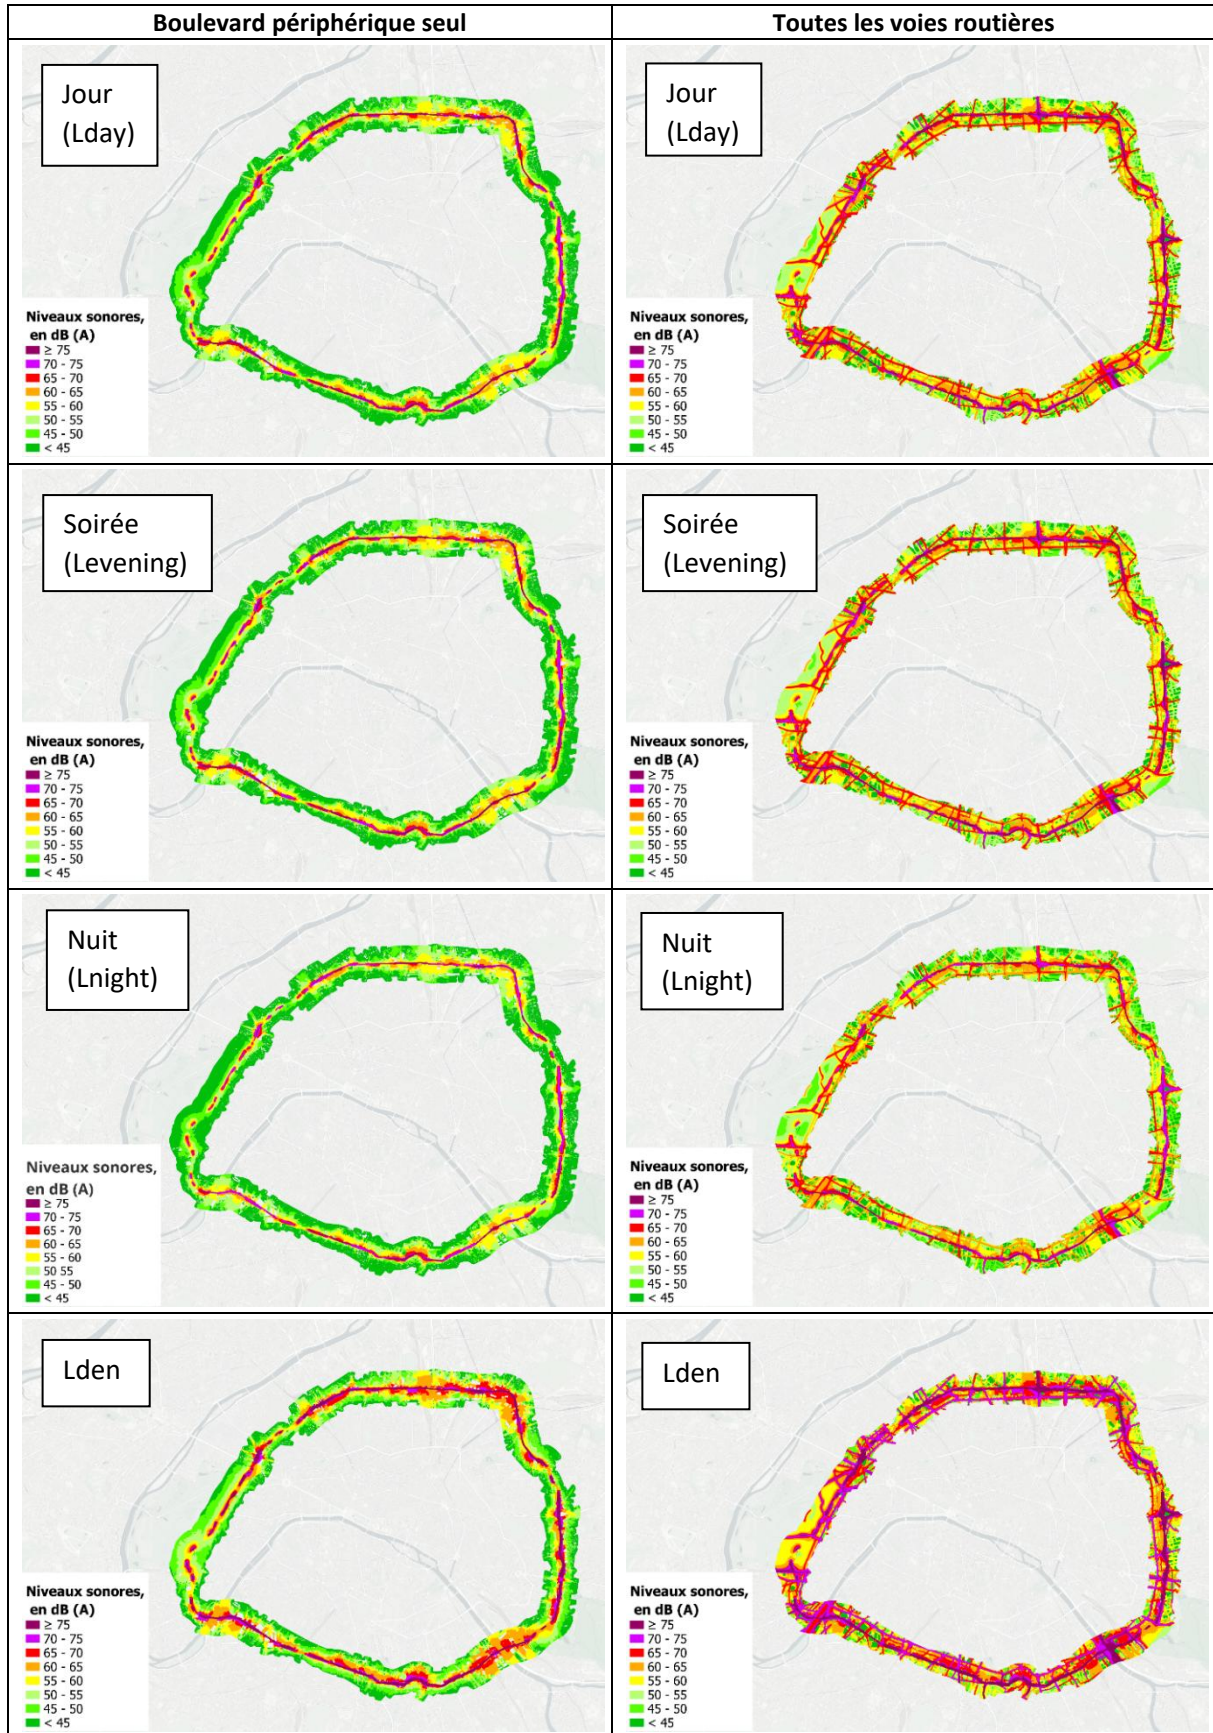 Boulevard périphérique seul
Toutes les voies routières
Jour
(Lday)
Niveaux sonores,
en dB (A)
≥ 75
70 - 75
65 - 70
60 - 65
55 - 60
50 - 55
45 - 50
< 45
Jour
(Lday)
Niveaux sonores,
en dB (A)
≥ 75
70 - 75
65 - 70
60 - 65
55 - 60
50 - 55
45 - 50
< 45
Soirée
(Levening)
Niveaux sonores,
en dB (A)
≥ 75
70 - 75
65 - 70
60 - 65
55 - 60
50 - 55
45 - 50
< 45
Soirée
(Levening)
Niveaux sonores,
en dB (A)
≥ 75
70 - 75
65 - 70
60 - 65
55 - 60
50 - 55
45 - 50
< 45
Nuit
(Lnight)
Niveaux sonores,
en dB (A)
≥ 75
70 - 75
65 - 70
60 - 65
55 - 60
50 55
45 - 50
< 45
Nuit
(Lnight)
Niveaux sonores,
en dB (A)
≥ 75
70 - 75
65 - 70
60 - 65
55 - 60
50 - 55
45 - 50
< 45
Lden
Niveaux sonores,
en dB (A)
≥ 75
70 - 75
65 - 70
60 - 65
55 - 60
50 - 55
45 - 50
< 45
Lden
Niveaux sonores,
en dB (A)
≥ 75
70 - 75
65 - 70
60 - 65
55 - 60
50 - 55
45 - 50
< 45